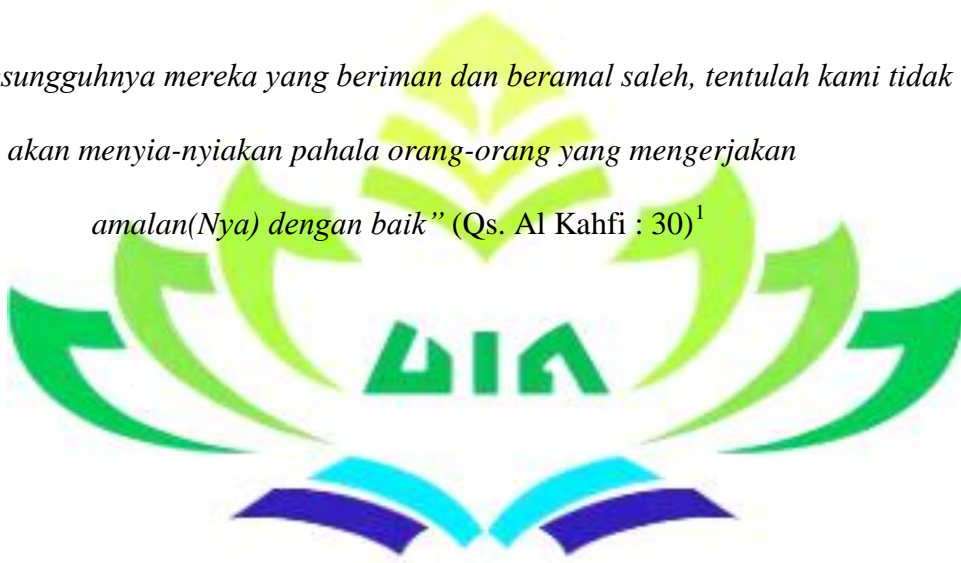 sungguhnya mereka yang beriman dan beramal saleh, tentulah kami tidak
akan menyia-nyiakan pahala orang-orang yang mengerjakan
amalan(Nya) dengan baik” (Qs. Al Kahfi : 30)¹
UIN